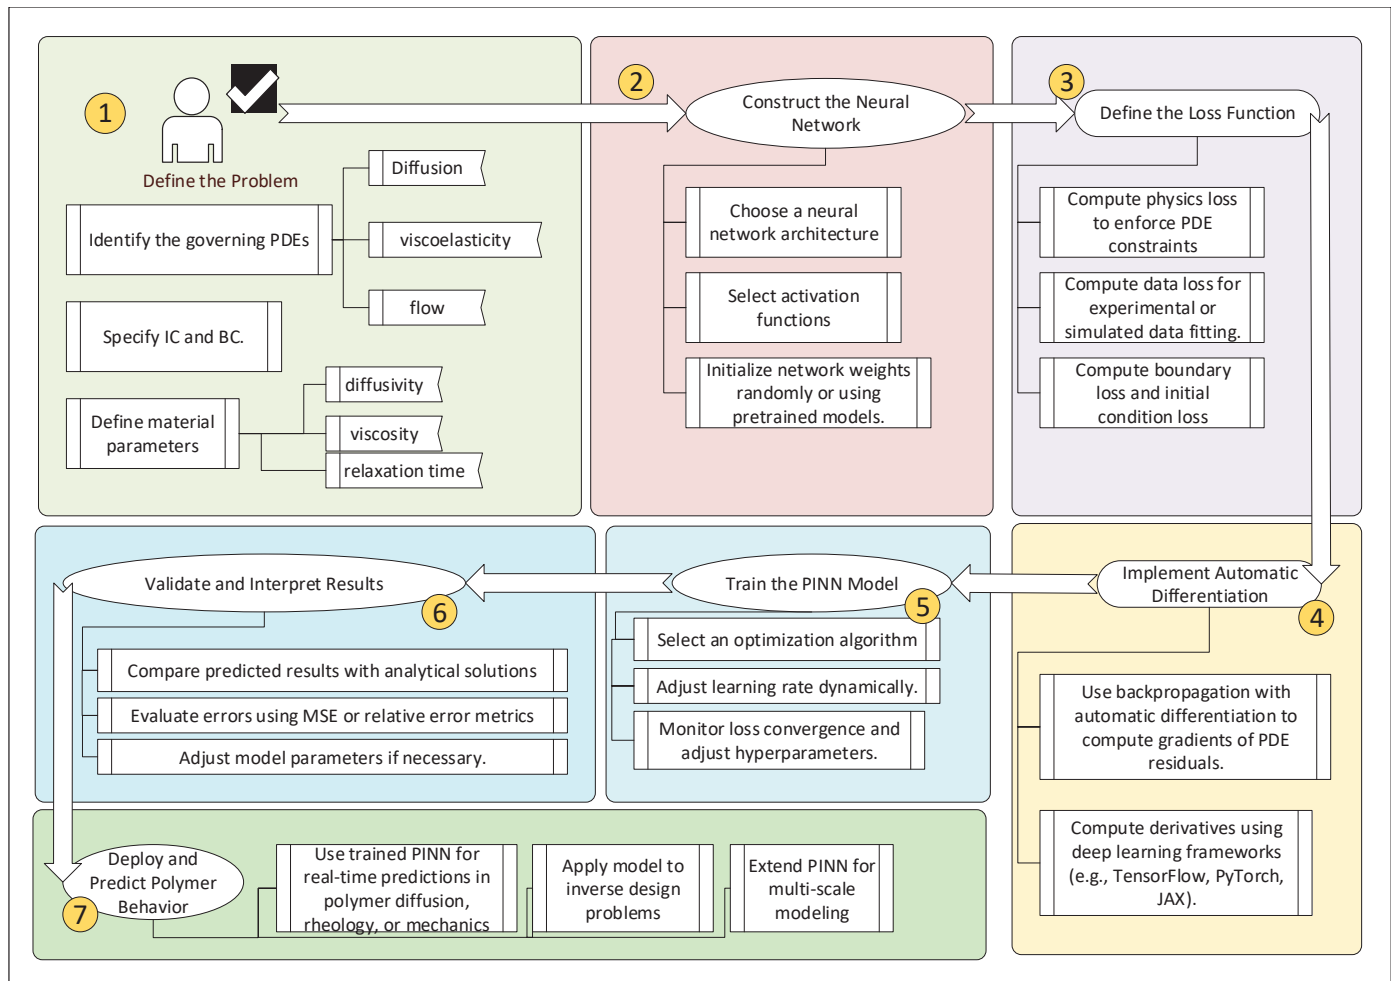 1
Define the Problem
Identify the governing PDEs
Diffusion
viscoelasticity
flow
Specify IC and BC.
Define material
parameters
diffusivity
viscosity
relaxation time
2
Construct the Neural
Network
Choose a neural
network architecture
Select activation
functions
Initialize network weights
randomly or using
pretrained models.
3
Define the Loss Function
Compute physics loss
to enforce PDE
constraints
Compute data loss for
experimental or
simulated data fitting.
Compute boundary
loss and initial
condition loss
Implement Automatic
Differentiation
4
Use backpropagation with
automatic differentiation to
compute gradients of PDE
residuals.
Compute derivatives using
deep learning frameworks
(e.g., TensorFlow, PyTorch,
JAX).
Train the PINN Model
5
Select an optimization algorithm
Adjust learning rate dynamically.
Monitor loss convergence and
adjust hyperparameters.
Validate and Interpret Results
6
Compare predicted results with analytical solutions
Evaluate errors using MSE or relative error metrics
Adjust model parameters if necessary.
Deploy and
Predict Polymer
Behavior
7
Use trained PINN for
real-time predictions in
polymer diffusion,
rheology, or mechanics
Apply model to
inverse design
problems
Extend PINN for
multi-scale
modeling